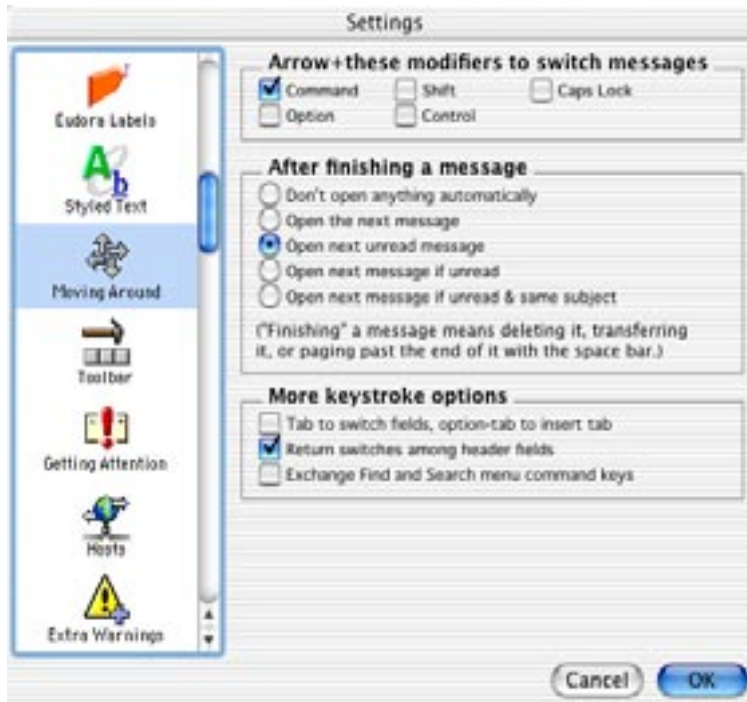 Settings
Eudora Labels
Styled Text
Moving Around
Toolbar
Getting Attention
Hosts
Extra Warnings
Arrow+these modifiers to switch messages
Command Shift Caps Lock
Option Control
After finishing a message
Don't open anything automatically
Open the next message
Open next unread message
Open next message if unread
Open next message if unread & same subject
("Finishing" a message means deleting it, transferring
it, or paging past the end of it with the space bar.)
More keystroke options
Tab to switch fields, option-tab to insert tab
Return switches among header fields
Exchange Find and Search menu command keys
Cancel OK